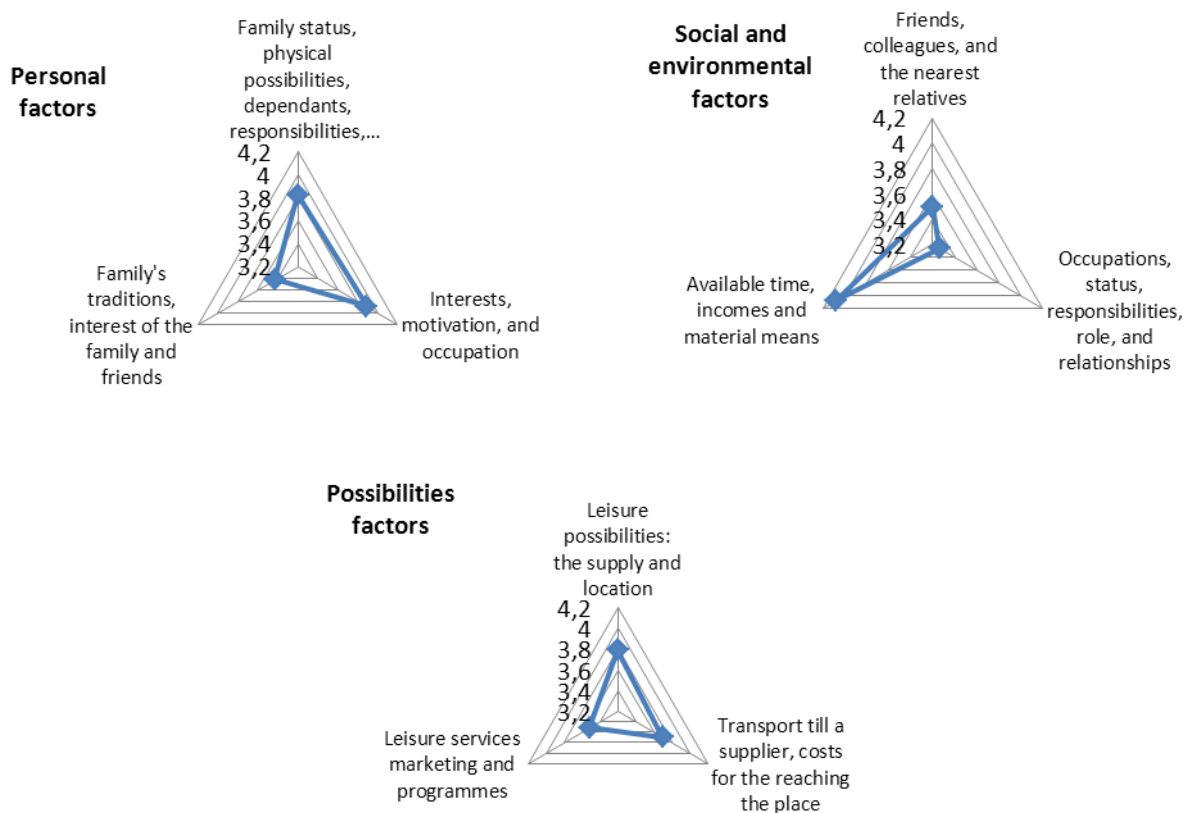 Personal
factors
Family status,
physical
possibilities,
dependants,
responsibilities,...
4,2
4
3,8
3,6
3,4
3,2
Family's
traditions,
interest of the
family and
friends
Interests,
motivation, and
occupation
Social and
environmental
factors
Friends,
colleagues, and
the nearest
relatives
4,2
4
3,8
3,6
3,4
3,2
Available time,
incomes and
material means
Occupations,
status,
responsibilities,
role, and
relationships
Possibilities
factors
Leisure
possibilities:
the supply and
location
4,2
4
3,8
3,6
3,4
3,2
Leisure services
marketing and
programmes
Transport till a
supplier, costs
for the reaching
the place